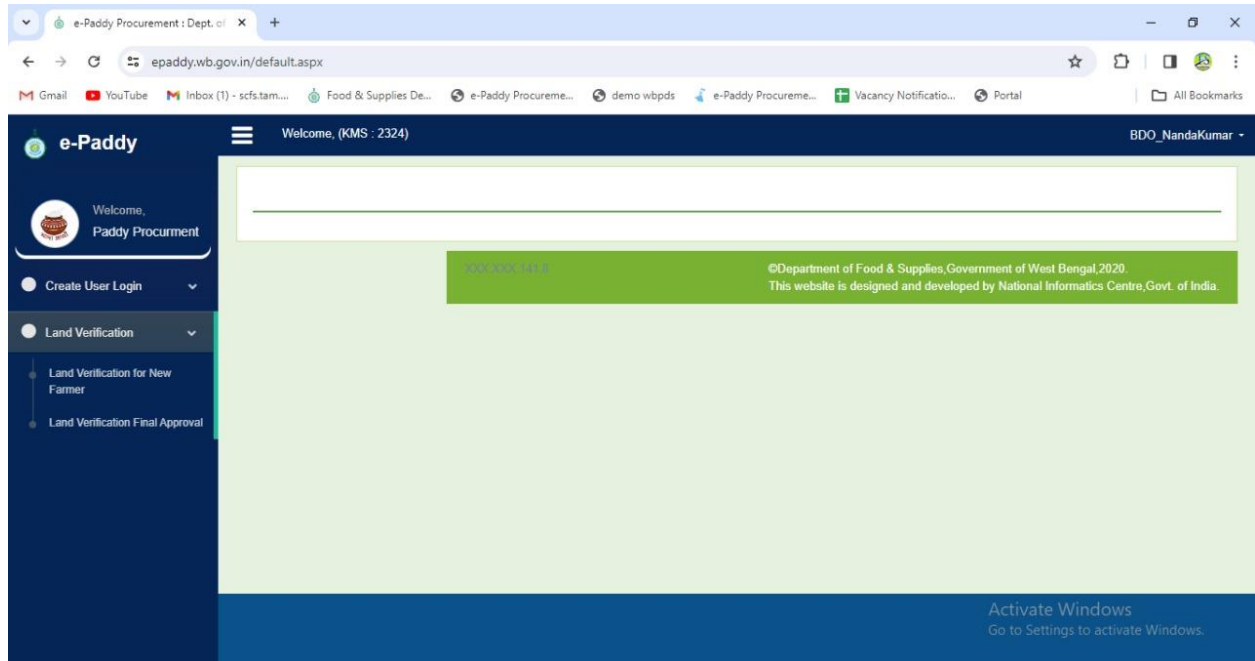 e-Paddy Procurement : Dept. of
epaddy.wb.gov.in/default.aspx
Gmail
YouTube
Inbox (1) - scfs.tam....
Food & Supplies De...
e-Paddy Procureme...
demo wbpds
e-Paddy Procureme...
Vacancy Notificatio...
Portal
All Bookmarks
e-Paddy
Welcome, (KMS : 2324)
BDO_NandaKumar
Welcome,
Paddy Procurment
Create User Login
Land Verification
Land Verification for New
Farmer
Land Verification Final Approval
XXX.XXX.141.8
©Department of Food & Supplies,Government of West Bengal,2020.
This website is designed and developed by National Informatics Centre,Govt. of India.
Activate Windows
Go to Settings to activate Windows.